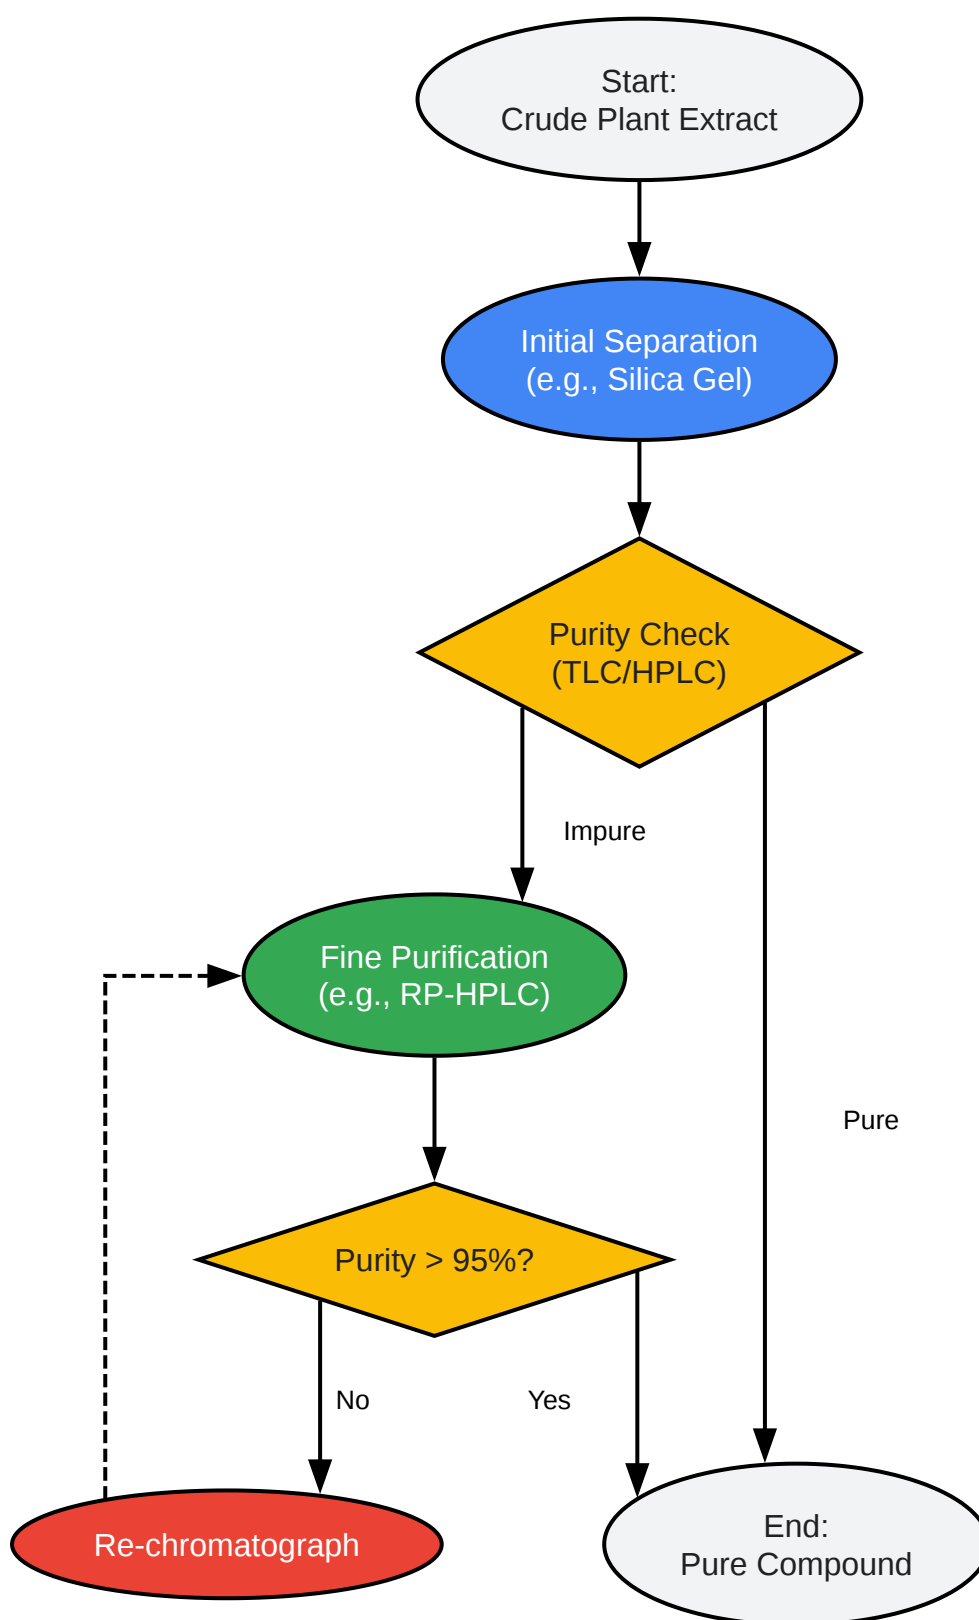 Start:
Crude Plant Extract
Initial Separation
(e.g., Silica Gel)
Purity Check
(TLC/HPLC)
Impure
Fine Purification
(e.g., RP-HPLC)
Pure
Purity > 95%?
No
Yes
Re-chromatograph
End:
Pure Compound